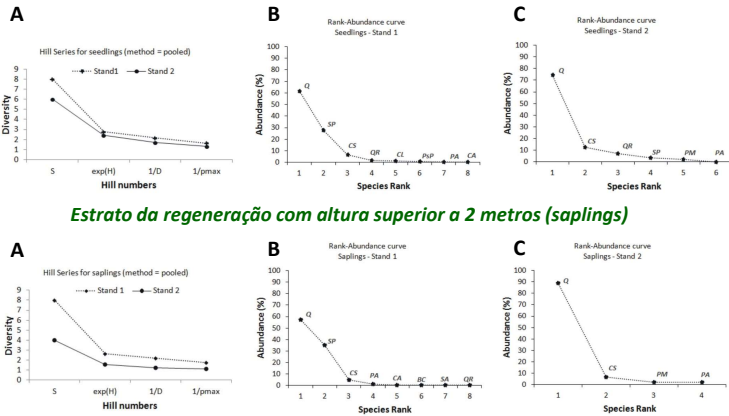 A
Hill Series for seedlings (method = pooled)
Stand1 Stand 2
Diversity
9
8
7
6
5
4
3
2
1
0
S exp(H) 1/D 1/pmax
Hill numbers
B
Rank-Abundance curve
Seedlings - Stand 1
Abundance (%)
100
90
80
70
60
50
40
30
20
10
0
Q
SP
CS
QR
CL
PsP
PA
CA
1 2 3 4 5 6 7 8
Species Rank
C
Rank-Abundance curve
Seedlings - Stand 2
Abundance (%)
100
90
80
70
60
50
40
30
20
10
0
Q
CS
QR
SP
PM
PA
1 2 3 4 5 6
Species Rank
Estrato da regeneração com altura superior a 2 metros (saplings)
A
Hill Series for saplings (method = pooled)
Stand 1 Stand 2
Diversity
9
8
7
6
5
4
3
2
1
0
S exp(H) 1/D 1/pmax
Hill numbers
B
Rank-Abundance curve
Saplings - Stand 1
Abundance (%)
100
90
80
70
60
50
40
30
20
10
0
Q
SP
CS
PA
CA
BC
SA
QR
1 2 3 4 5 6 7 8
Species Rank
C
Rank-Abundance curve
Saplings - Stand 2
Abundance (%)
100
90
80
70
60
50
40
30
20
10
0
Q
CS
PM
PA
1 2 3 4
Species Rank